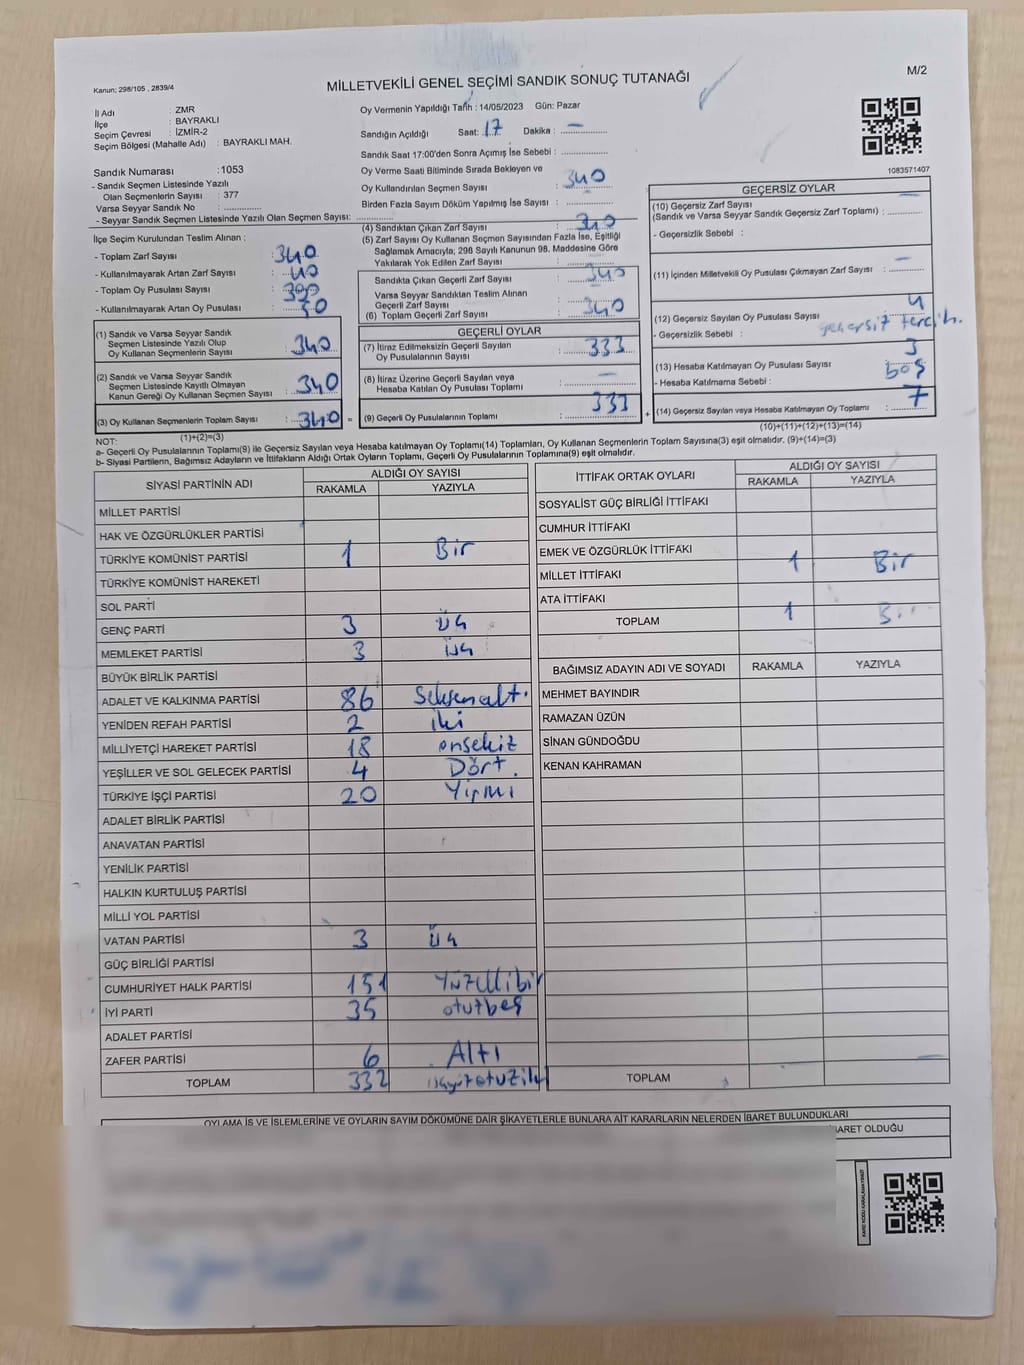 Kanun; 298/105 , 2839/4
MİLLETVEKİLİ GENEL SEÇİMİ SANDIK SONUÇ TUTANAĞI
M/2
İl Adı : ZMR
İlçe : BAYRAKLI
Seçim Çevresi : İZMİR-2
Seçim Bölgesi (Mahalle Adı) : BAYRAKLI MAH.
Oy Vermenin Yapıldığı Tarih : 14/05/2023 Gün: Pazar
Sandığın Açıldığı Saat: 17 Dakika : –
Sandık Saat 17:00'den Sonra Açımış İse Sebebi :
Oy Verme Saati Bitiminde Sırada Bekleyen ve
Oy Kullandırılan Seçmen Sayısı : 340
Birden Fazla Sayım Döküm Yapılmış İse Sayısı :
1083571407
Sandık Numarası :1053
- Sandık Seçmen Listesinde Yazılı
Olan Seçmenlerin Sayısı : 377
Varsa Seyyar Sandık No :
- Seyyar Sandık Seçmen Listesinde Yazılı Olan Seçmen Sayısı:
İlçe Seçim Kurulundan Teslim Alınan :
- Toplam Zarf Sayısı : 340
- Kullanılmayarak Artan Zarf Sayısı : 40
- Toplam Oy Pusulası Sayısı : 390
- Kullanılmayarak Artan Oy Pusulası : 50
(1) Sandık ve Varsa Seyyar Sandık
Seçmen Listesinde Yazılı Olup
Oy Kullanan Seçmenlerin Sayısı : 340
(2) Sandık ve Varsa Seyyar Sandık
Seçmen Listesinde Kayıtlı Olmayan
Kanun Gereği Oy Kullanan Seçmen Sayısı : 340
(3) Oy Kullanan Seçmenlerin Toplam Sayısı : 340 =
(1)+(2)=(3)
(4) Sandıktan Çıkan Zarf Sayısı : 340
(5) Zarf Sayısı Oy Kullanan Seçmen Sayısından Fazla İse, Eşitliği
Sağlamak Amacıyla, 298 Sayılı Kanunun 98. Maddesine Göre
Yakılarak Yok Edilen Zarf Sayısı :
Sandıkta Çıkan Geçerli Zarf Sayısı : 340
Varsa Seyyar Sandıktan Teslim Alınan
Geçerli Zarf Sayısı
(6) Toplam Geçerli Zarf Sayısı : 340
GEÇERLİ OYLAR
(7) İtiraz Edilmeksizin Geçerli Sayılan
Oy Pusulalarının Sayısı : 333
(8) İtiraz Üzerine Geçerli Sayılan veya
Hesaba Katılan Oy Pusulası Toplamı : –
(9) Geçerli Oy Pusulalarının Toplamı : 333 +
GEÇERSİZ OYLAR
(10) Geçersiz Zarf Sayısı –
(Sandık ve Varsa Seyyar Sandık Geçersiz Zarf Toplamı) :
- Geçersizlik Sebebi :
(11) İçinden Milletvekili Oy Pusulası Çıkmayan Zarf Sayısı : –
(12) Geçersiz Sayılan Oy Pusulası Sayısı : 4
- Geçersizlik Sebebi : geçersiz tercih.
(13) Hesaba Katılmayan Oy Pusulası Sayısı : 3
- Hesaba Katılmama Sebebi : boş
(14) Geçersiz Sayılan veya Hesaba Katılmayan Oy Toplamı : 7
(10)+(11)+(12)+(13)=(14)
NOT:
a- Geçerli Oy Pusulalarının Toplamı(9) ile Geçersiz Sayılan veya Hesaba katılmayan Oy Toplamı(14) Toplamları, Oy Kullanan Seçmenlerin Toplam Sayısına(3) eşit olmalıdır. (9)+(14)=(3)
b- Siyasi Partilerin, Bağımsız Adayların ve İttifakların Aldığı Ortak Oyların Toplamı, Geçerli Oy Pusulalarının Toplamına(9) eşit olmalıdır.
SİYASİ PARTİNİN ADI ALDIĞI OY SAYISI
RAKAMLA YAZIYLA
MİLLET PARTİSİ
HAK VE ÖZGÜRLÜKLER PARTİSİ
TÜRKİYE KOMÜNİST PARTİSİ 1 Bir
TÜRKİYE KOMÜNİST HAREKETİ
SOL PARTİ
GENÇ PARTİ 3 Üç
MEMLEKET PARTİSİ 3 üç
BÜYÜK BİRLİK PARTİSİ
ADALET VE KALKINMA PARTİSİ 86 Seksenaltı
YENİDEN REFAH PARTİSİ 2 iki
MİLLİYETÇİ HAREKET PARTİSİ 18 onsekiz
YEŞİLLER VE SOL GELECEK PARTİSİ 4 Dört.
TÜRKİYE İŞÇİ PARTİSİ 20 Yirmi
ADALET BİRLİK PARTİSİ
ANAVATAN PARTİSİ
YENİLİK PARTİSİ
HALKIN KURTULUŞ PARTİSİ
MİLLİ YOL PARTİSİ
VATAN PARTİSİ 3 Üç
GÜÇ BİRLİĞİ PARTİSİ
CUMHURİYET HALK PARTİSİ 151 Yüzellibir
İYİ PARTİ 35 otuzbeş
ADALET PARTİSİ
ZAFER PARTİSİ 6 Altı
TOPLAM 332 üçyüzotuziki
İTTİFAK ORTAK OYLARI ALDIĞI OY SAYISI
RAKAMLA YAZIYLA
SOSYALİST GÜÇ BİRLİĞİ İTTİFAKI
CUMHUR İTTİFAKI
EMEK VE ÖZGÜRLÜK İTTİFAKI
MİLLET İTTİFAKI 1 Bir
ATA İTTİFAKI
TOPLAM 1 Bir
BAĞIMSIZ ADAYIN ADI VE SOYADI RAKAMLA YAZIYLA
MEHMET BAYINDIR
RAMAZAN ÜZÜN
SİNAN GÜNDOĞDU
KENAN KAHRAMAN
TOPLAM
OYLAMA İŞ VE İŞLEMLERİNE VE OYLARIN SAYIM DÖKÜMÜNE DAİR ŞİKAYETLERLE BUNLARA AİT KARARLARIN NELERDEN İBARET BULUNDUKLARI
İBARET OLDUĞU